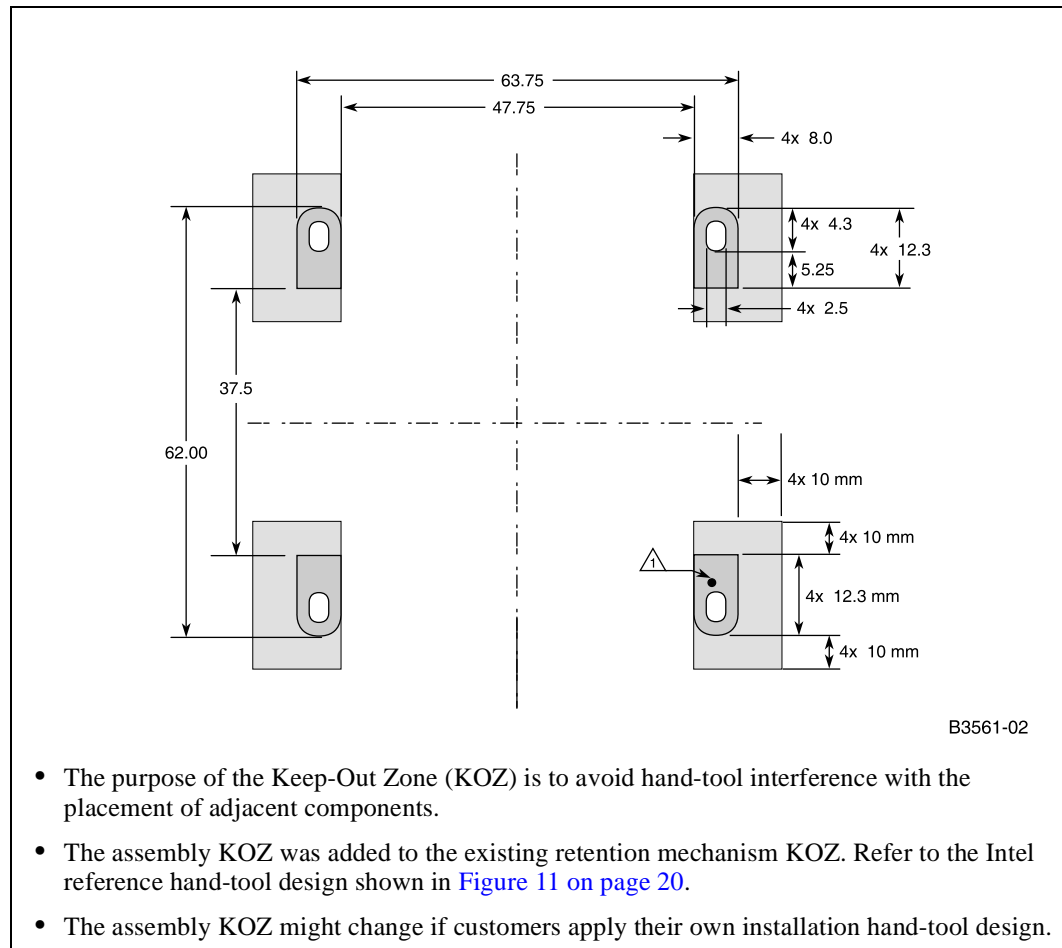 63.75
47.75
4x 8.0
4x 4.3
4x 12.3
5.25
4x 2.5
37.5
62.00
4x 10 mm
4x 10 mm
1
4x 12.3 mm
4x 10 mm
B3561-02
• The purpose of the Keep-Out Zone (KOZ) is to avoid hand-tool interference with the
placement of adjacent components.
• The assembly KOZ was added to the existing retention mechanism KOZ. Refer to the Intel
reference hand-tool design shown in Figure 11 on page 20.
• The assembly KOZ might change if customers apply their own installation hand-tool design.